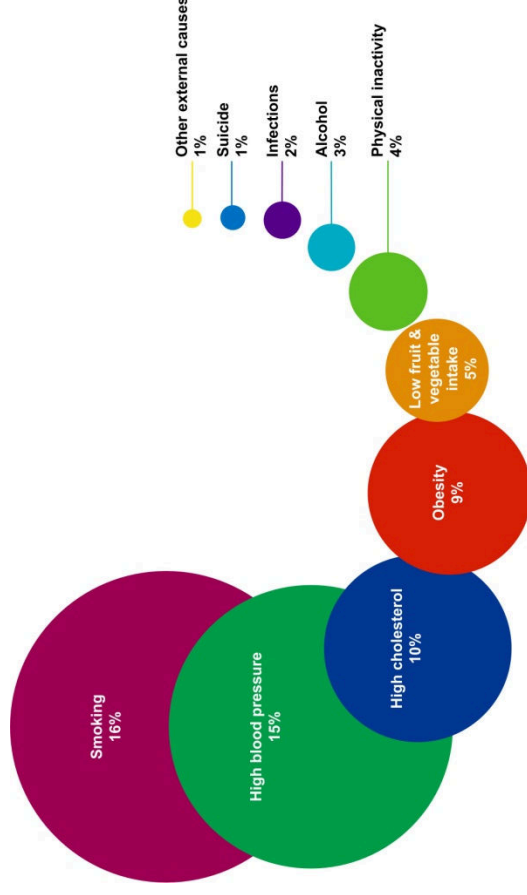 Smoking
16%
High blood pressure
15%
High cholesterol
10%
Obesity
9%
Low fruit &
vegetable
intake
5%
Physical inactivity
4%
Alcohol
3%
Infections
2%
Suicide
1%
Other external causes
1%